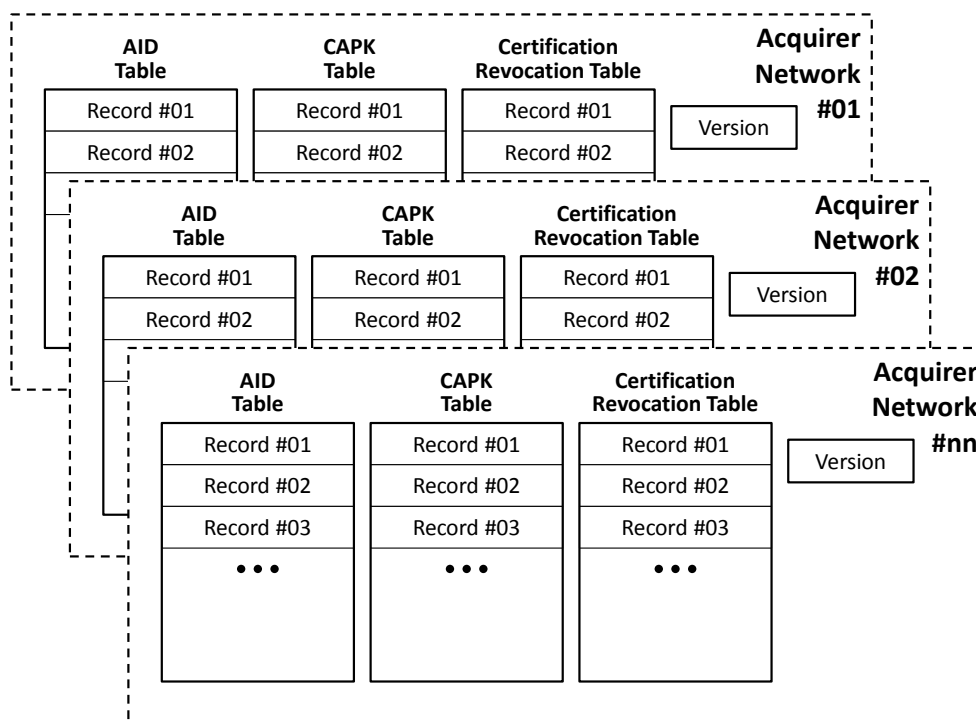 AID
Table
CAPK
Table
Certification
Revocation Table
Acquirer
Network
#01
Record #01
Record #01
Record #01
Version
Record #02
Record #02
Record #02
AID
Table
CAPK
Table
Certification
Revocation Table
Acquirer
Network
#02
Record #01
Record #01
Record #01
Version
Record #02
Record #02
Record #02
AID
Table
CAPK
Table
Certification
Revocation Table
Acquirer
Network
#nn
Record #01
Record #01
Record #01
Version
Record #02
Record #02
Record #02
Record #03
Record #03
Record #03
•••
•••
•••